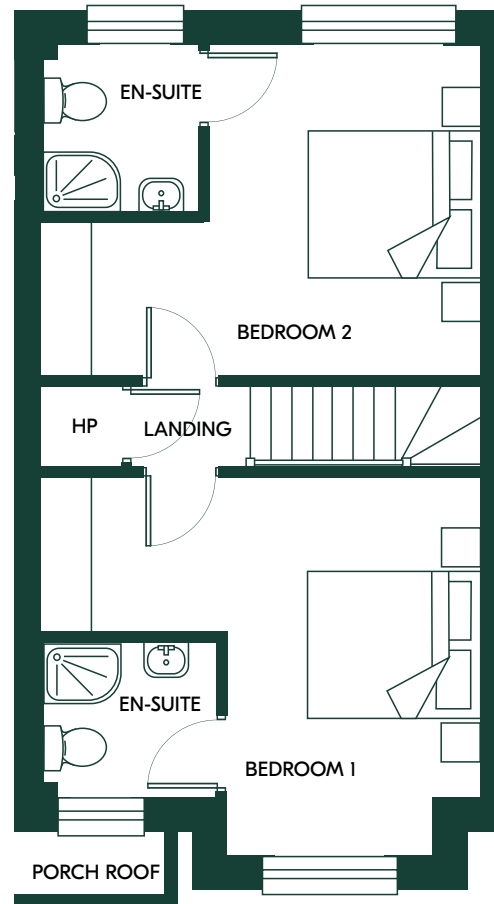 EN-SUITE
BEDROOM 2
HP
LANDING
EN-SUITE
BEDROOM 1
PORCH ROOF